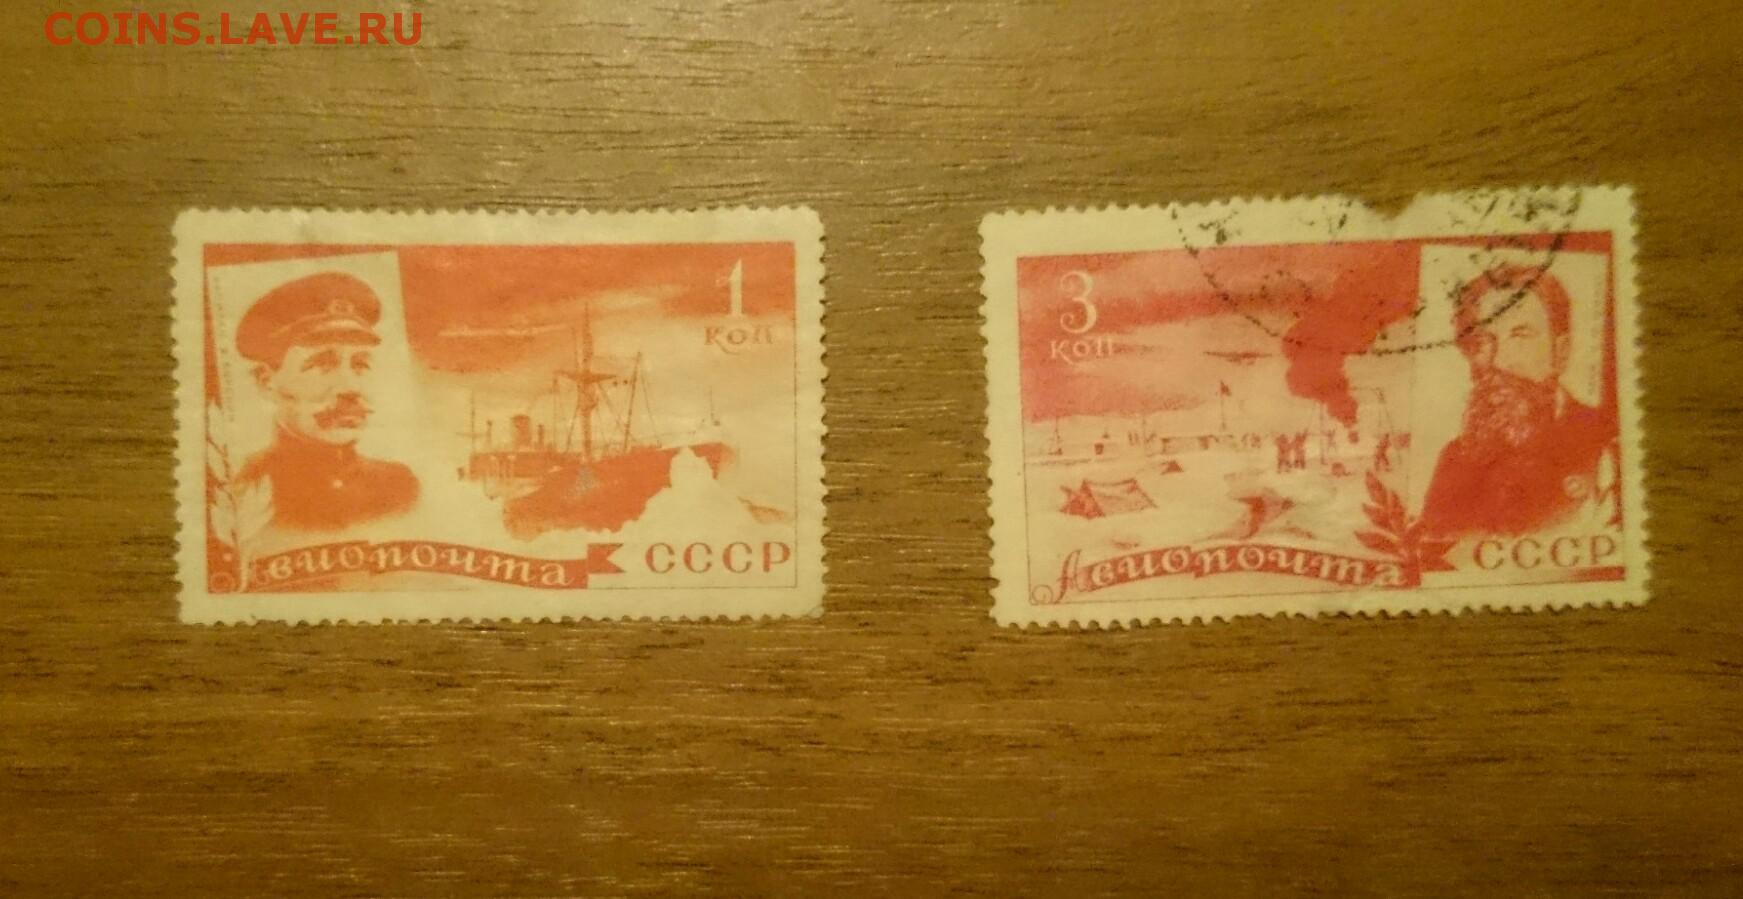 COINS.LAVE.RU
1
коп
Авиопочта
СССР
3
коп
Авиопочта
СССР